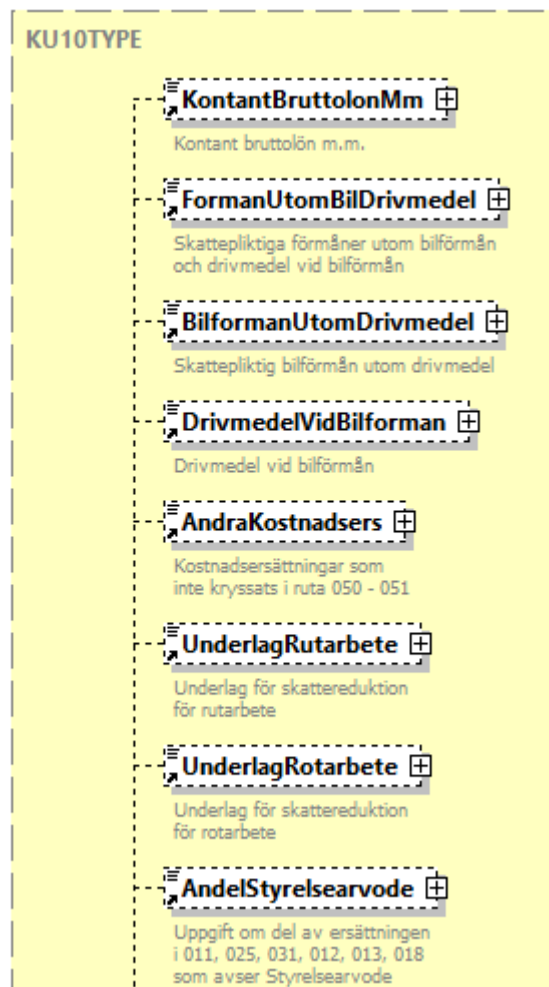 KU10TYPE
KontantBruttolonMm
Kontant bruttolön m.m.
FormanUtomBilDrivmedel
Skattepliktiga förmåner utom bilförmån
och drivmedel vid bilförmån
BilformanUtomDrivmedel
Skattepliktig bilförmån utom drivmedel
DrivmedelVidBilforman
Drivmedel vid bilförmån
AndraKostnadsers
Kostnadsersättningar som
inte kryssats i ruta 050 - 051
UnderlagRutarbete
Underlag för skattereduktion
för rutarbete
UnderlagRotarbete
Underlag för skattereduktion
för rotarbete
AndelStyrelsearvode
Uppgift om del av ersättningen
i 011, 025, 031, 012, 013, 018
som avser Styrelsearvode